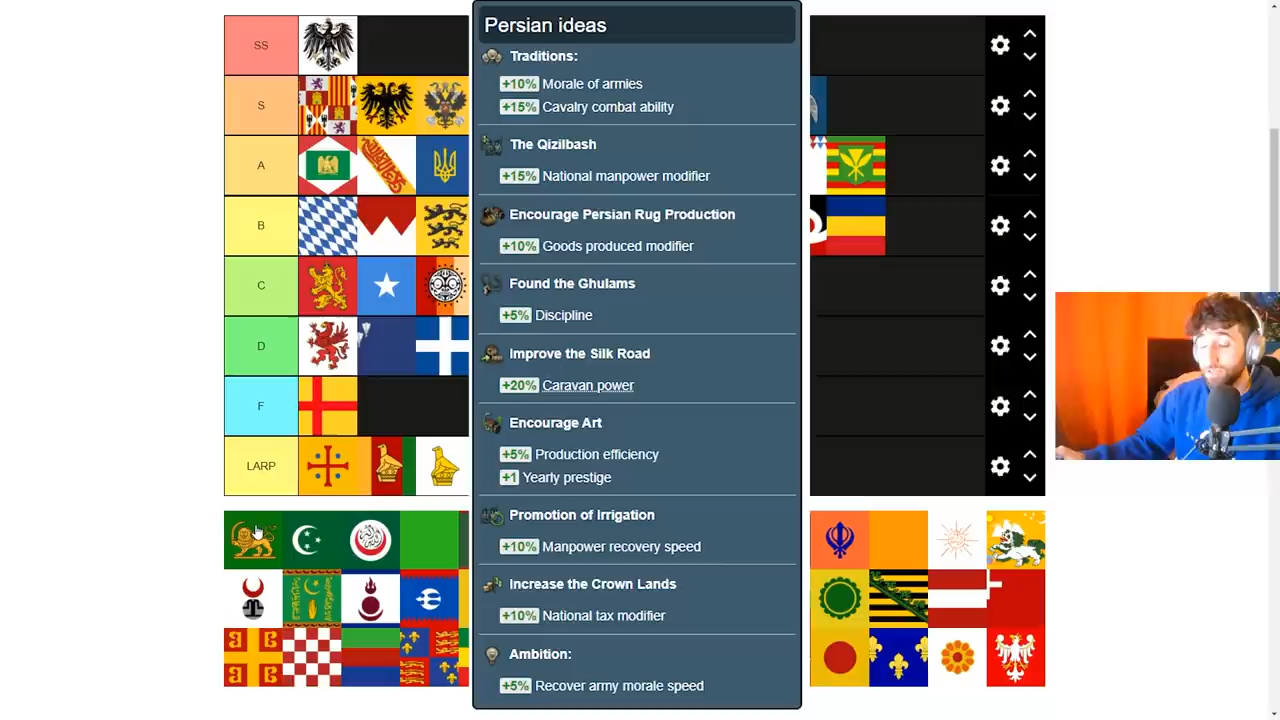 SS
S
A
B
C
D
F
LARP
Persian ideas
Traditions:
+10% Morale of armies
+15% Cavalry combat ability
The Qizilbash
+15% National manpower modifier
Encourage Persian Rug Production
+10% Goods produced modifier
Found the Ghulams
+5% Discipline
Improve the Silk Road
+20% Caravan power
Encourage Art
+5% Production efficiency
+1 Yearly prestige
Promotion of Irrigation
+10% Manpower recovery speed
Increase the Crown Lands
+10% National tax modifier
Ambition:
+5% Recover army morale speed